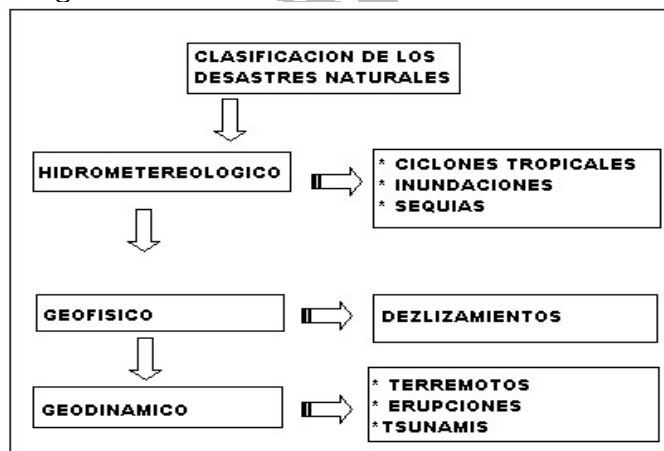 CLASIFICACION DE LOS
DESASTRES NATURALES
HIDROMETEREOLOGICO
* CICLONES TROPICALES
* INUNDACIONES
* SEQUIAS
GEOFISICO
DEZLIZAMIENTOS
GEODINAMICO
* TERREMOTOS
* ERUPCIONES
*TSUNAMIS